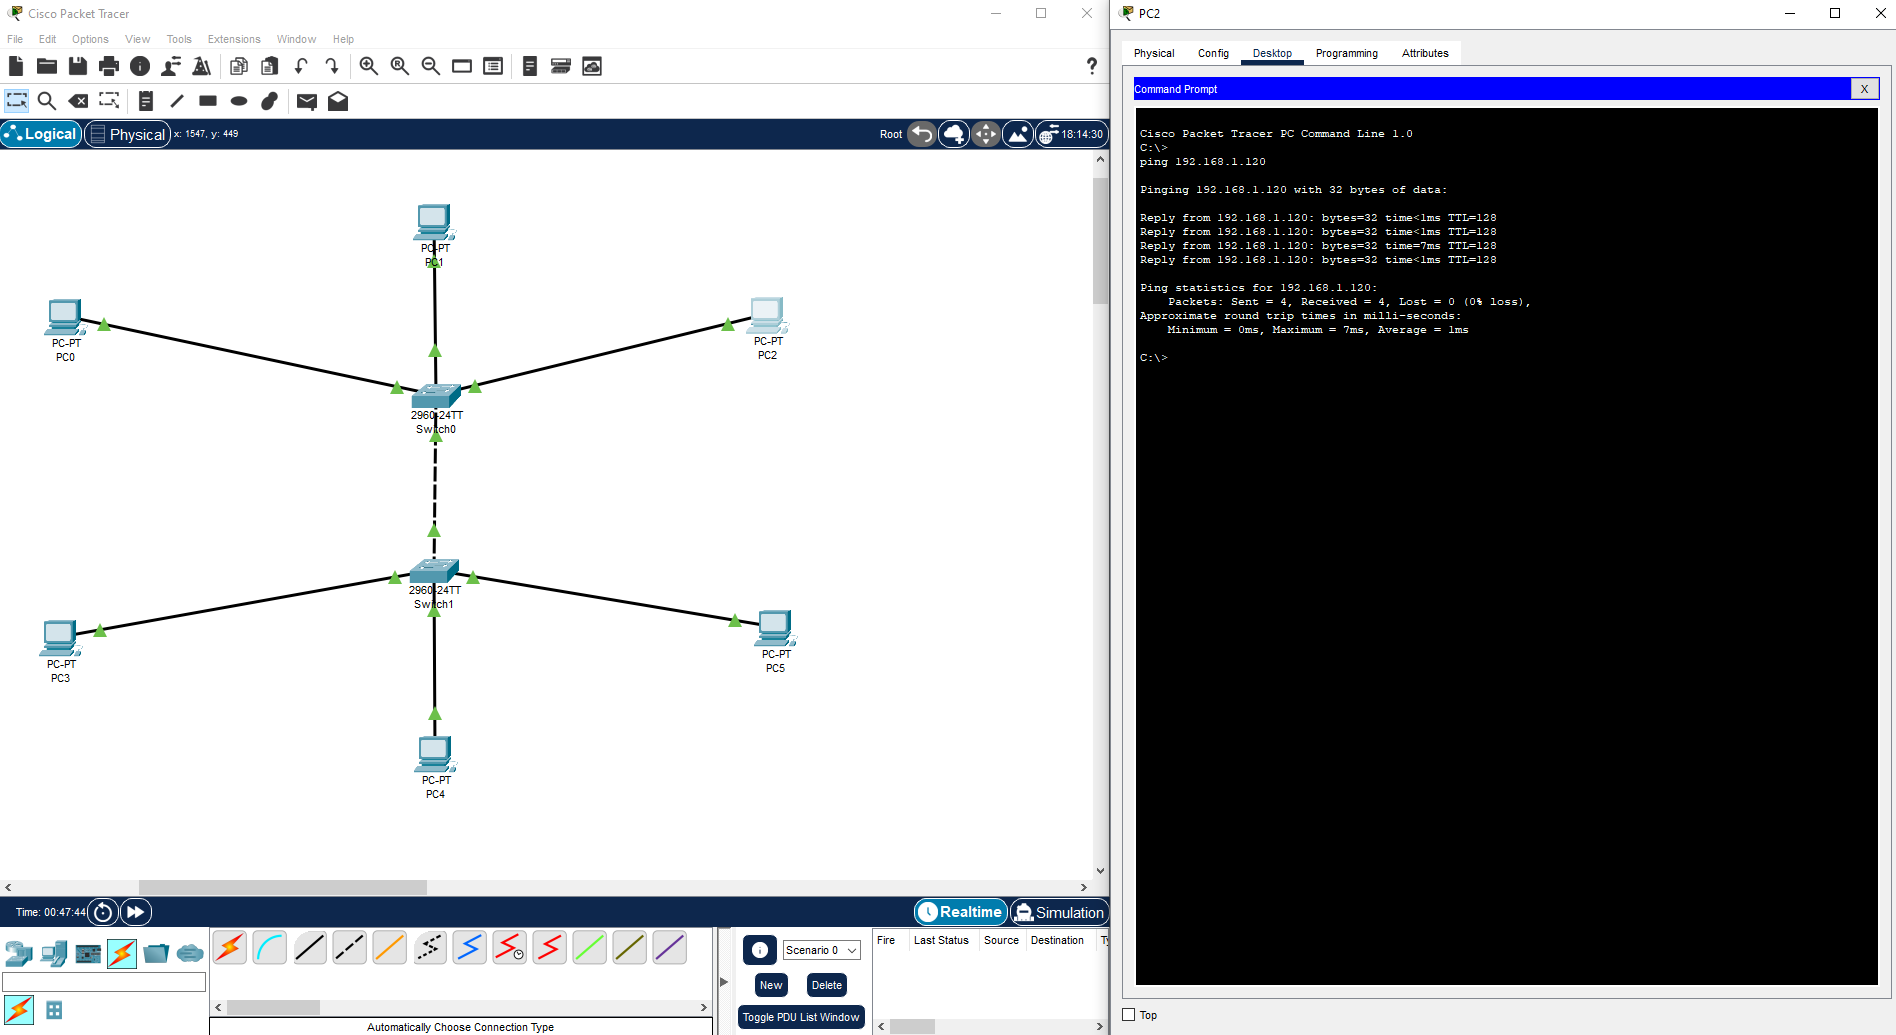 Cisco Packet Tracer
File Edit Options View Tools Extensions Window Help
?
Logical Physical x: 1547, y: 449 Root 18:14:30
PC-PT
PC1
PC-PT
PC0
PC-PT
PC2
2960-24TT
Switch0
2960-24TT
Switch1
PC-PT
PC3
PC-PT
PC5
PC-PT
PC4
Time: 00:47:44 Realtime Simulation
Scenario 0
New Delete
Toggle PDU List Window
Fire Last Status Source Destination
Automatically Choose Connection Type
PC2
Physical Config Desktop Programming Attributes
Command Prompt X
Cisco Packet Tracer PC Command Line 1.0
C:\>
ping 192.168.1.120
Pinging 192.168.1.120 with 32 bytes of data:
Reply from 192.168.1.120: bytes=32 time<1ms TTL=128
Reply from 192.168.1.120: bytes=32 time<1ms TTL=128
Reply from 192.168.1.120: bytes=32 time=7ms TTL=128
Reply from 192.168.1.120: bytes=32 time<1ms TTL=128
Ping statistics for 192.168.1.120:
Packets: Sent = 4, Received = 4, Lost = 0 (0% loss),
Approximate round trip times in milli-seconds:
Minimum = 0ms, Maximum = 7ms, Average = 1ms
C:\>
Top